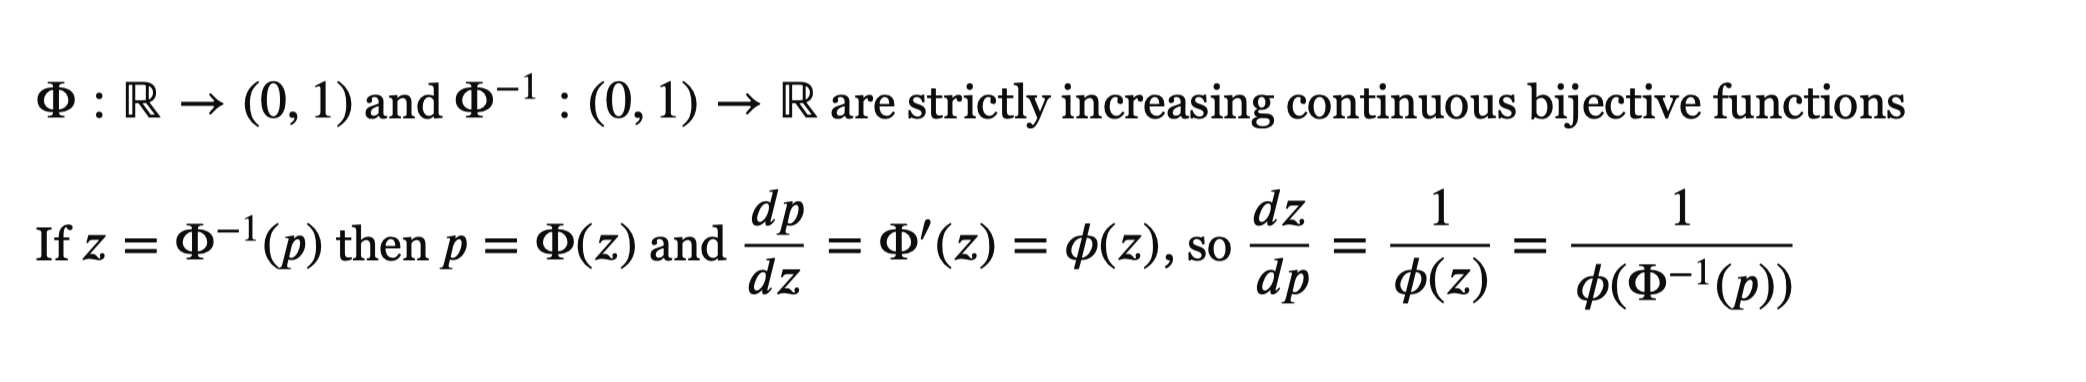 Φ : ℝ → (0, 1) and Φ⁻¹ : (0, 1) → ℝ are strictly increasing continuous bijective functions
If z = Φ⁻¹(p) then p = Φ(z) and dp/dz = Φ′(z) = ϕ(z), so dz/dp = 1/ϕ(z) = 1/ϕ(Φ⁻¹(p))